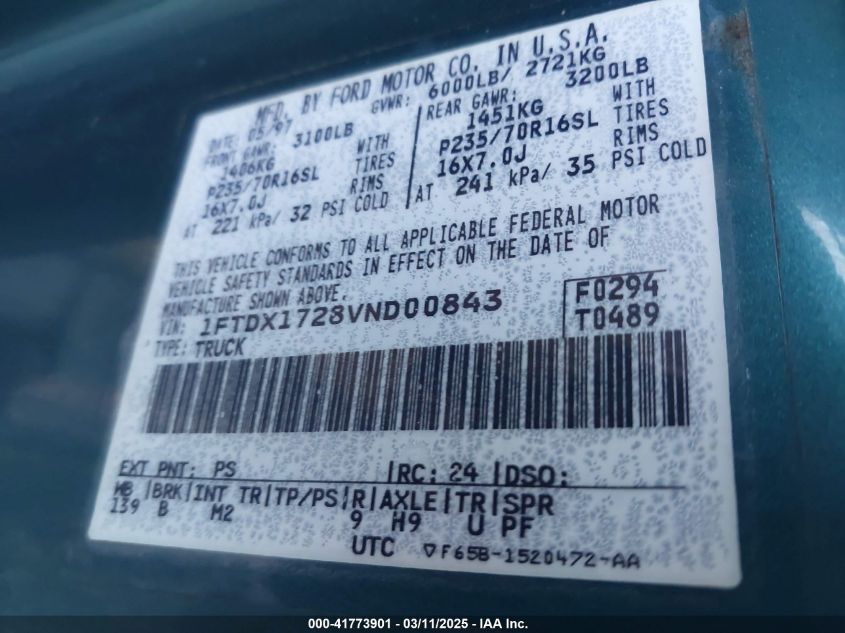 MFD. BY FORD MOTOR CO. IN U.S.A.
DATE: 05/97 GVWR: 6000LB/ 2721KG
FRONT GAWR: 3100LB
1406KG WITH
P235/70R16SL TIRES
16X7.0J RIMS
AT 221 kPa/ 32 PSI COLD
REAR GAWR: 3200LB
1451KG WITH
P235/70R16SL TIRES
16X7.0J RIMS
AT 241 kPa/ 35 PSI COLD
THIS VEHICLE CONFORMS TO ALL APPLICABLE FEDERAL MOTOR
VEHICLE SAFETY STANDARDS IN EFFECT ON THE DATE OF
MANUFACTURE SHOWN ABOVE.
VIN: 1FTDX1728VND00843
F0294
T0489
TYPE: TRUCK
EXT PNT: PS RC: 24 DSO:
WB BRK INT TR TP/PS R AXLE TR SPR
139 B M2 9 H9 U PF
UTC ▽F65B-1520472-AA
000-41773901 - 03/11/2025 - IAA Inc.